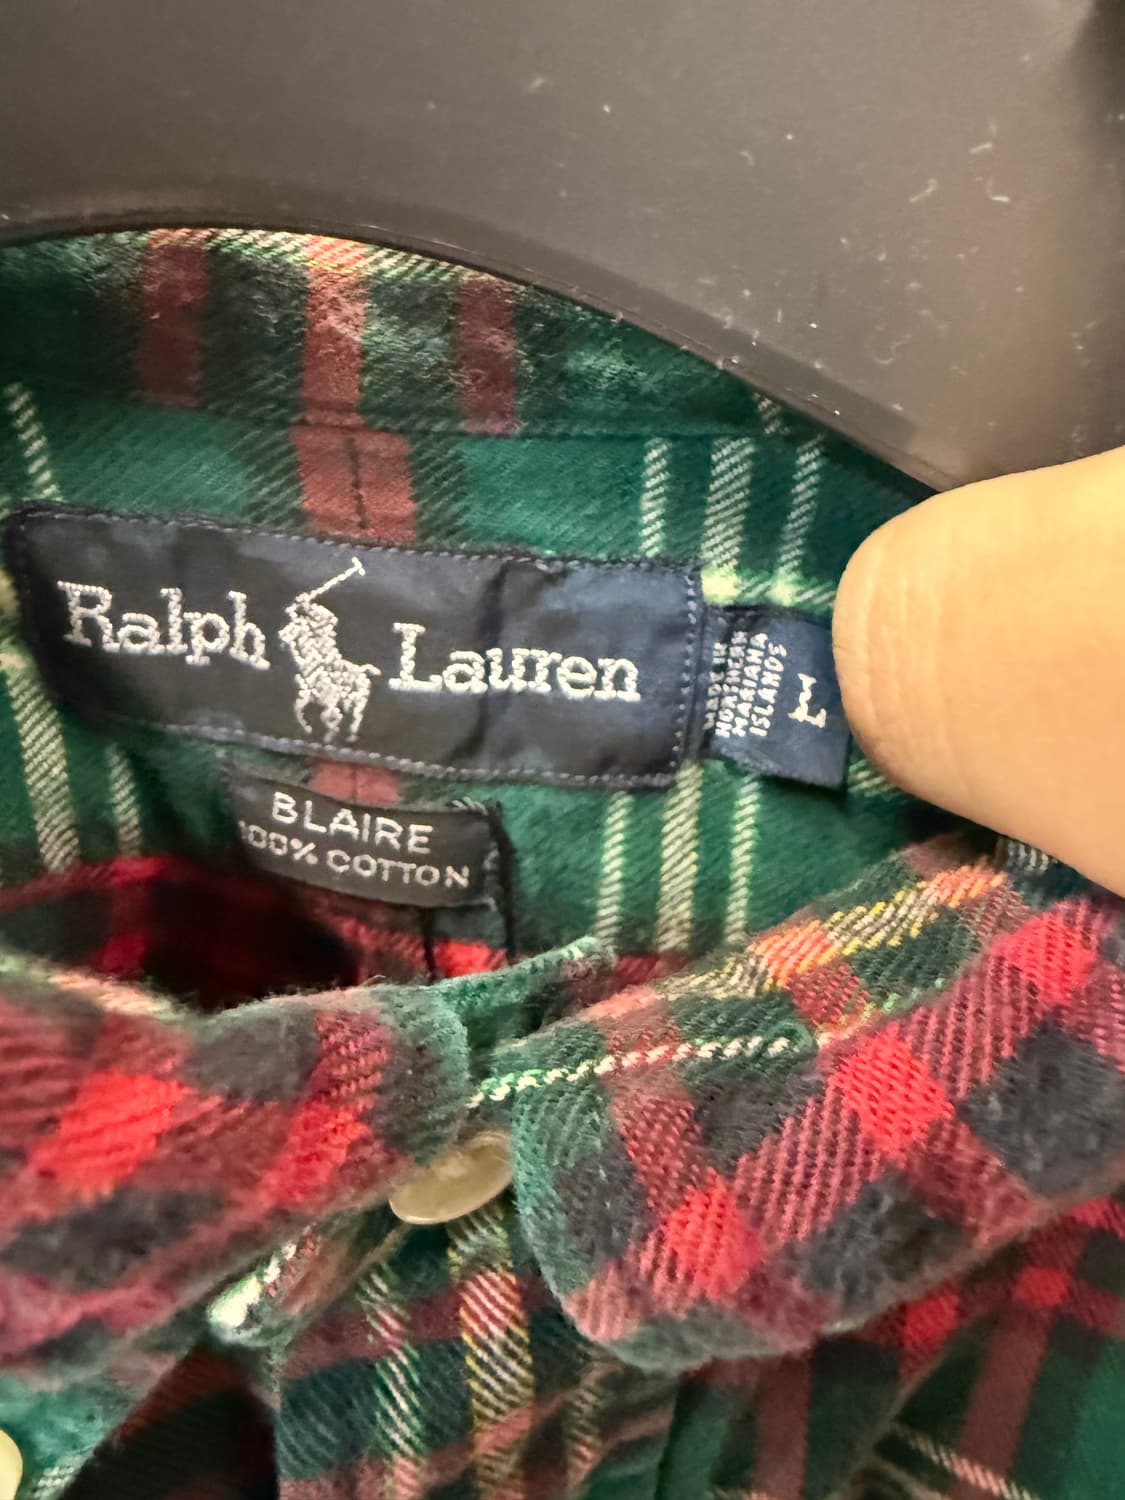 Ralph Lauren
MADE IN
NORTHERN
MARIANA
ISLANDS
L
BLAIRE
100% COTTON